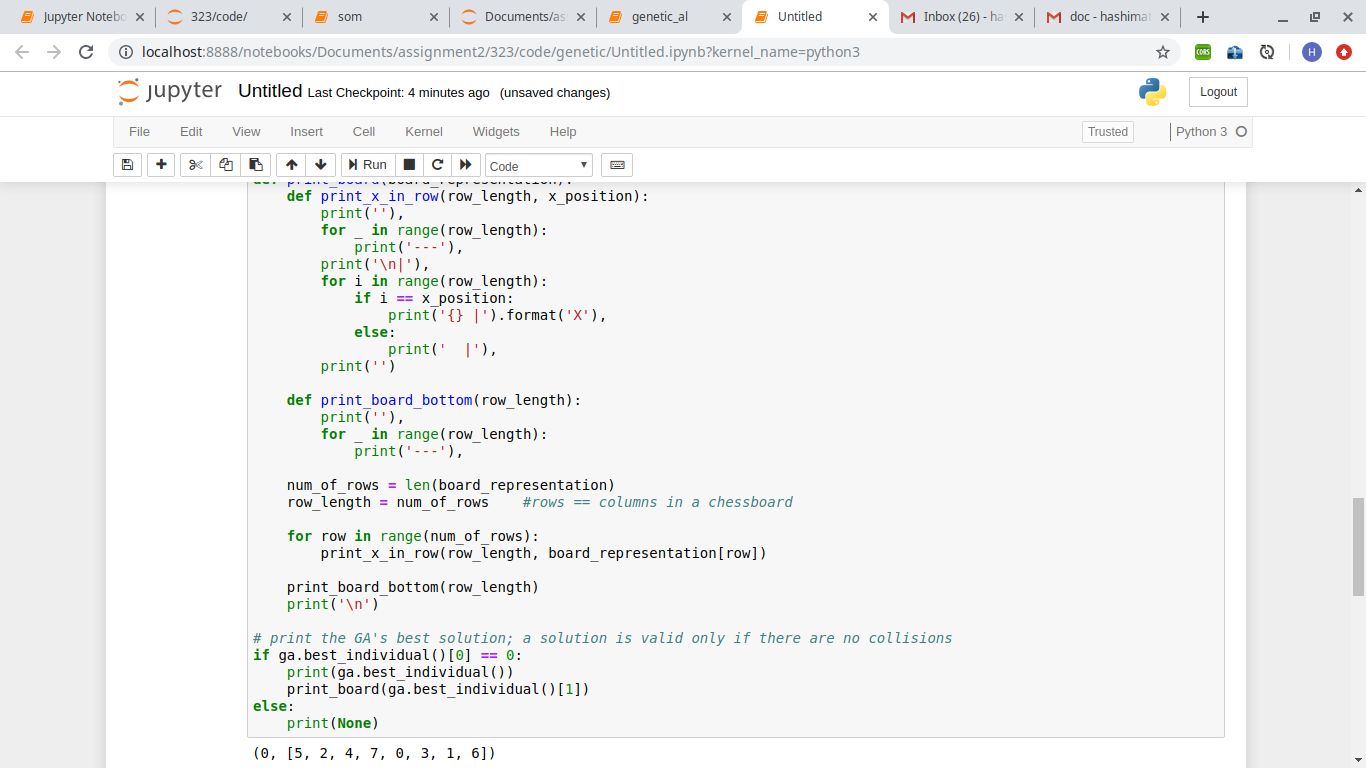 Jupyter Notebo
323/code/
som
Documents/as
genetic_al
Untitled
Inbox (26) - ha
doc - hashimat
localhost:8888/notebooks/Documents/assignment2/323/code/genetic/Untitled.ipynb?kernel_name=python3
CORS
H
jupyter Untitled Last Checkpoint: 4 minutes ago (unsaved changes)
Logout
File Edit View Insert Cell Kernel Widgets Help
Trusted
Python 3
Run
Code
def print_board(board_representation):
    def print_x_in_row(row_length, x_position):
        print(''),
        for _ in range(row_length):
            print('---'),
        print('\n|'),
        for i in range(row_length):
            if i == x_position:
                print('{} |').format('X'),
            else:
                print('  |'),
        print('')
    def print_board_bottom(row_length):
        print(''),
        for _ in range(row_length):
            print('---'),
    num_of_rows = len(board_representation)
    row_length = num_of_rows    #rows == columns in a chessboard
    for row in range(num_of_rows):
        print_x_in_row(row_length, board_representation[row])
    print_board_bottom(row_length)
    print('\n')
# print the GA's best solution; a solution is valid only if there are no collisions
if ga.best_individual()[0] == 0:
    print(ga.best_individual())
    print_board(ga.best_individual()[1])
else:
    print(None)
(0, [5, 2, 4, 7, 0, 3, 1, 6])